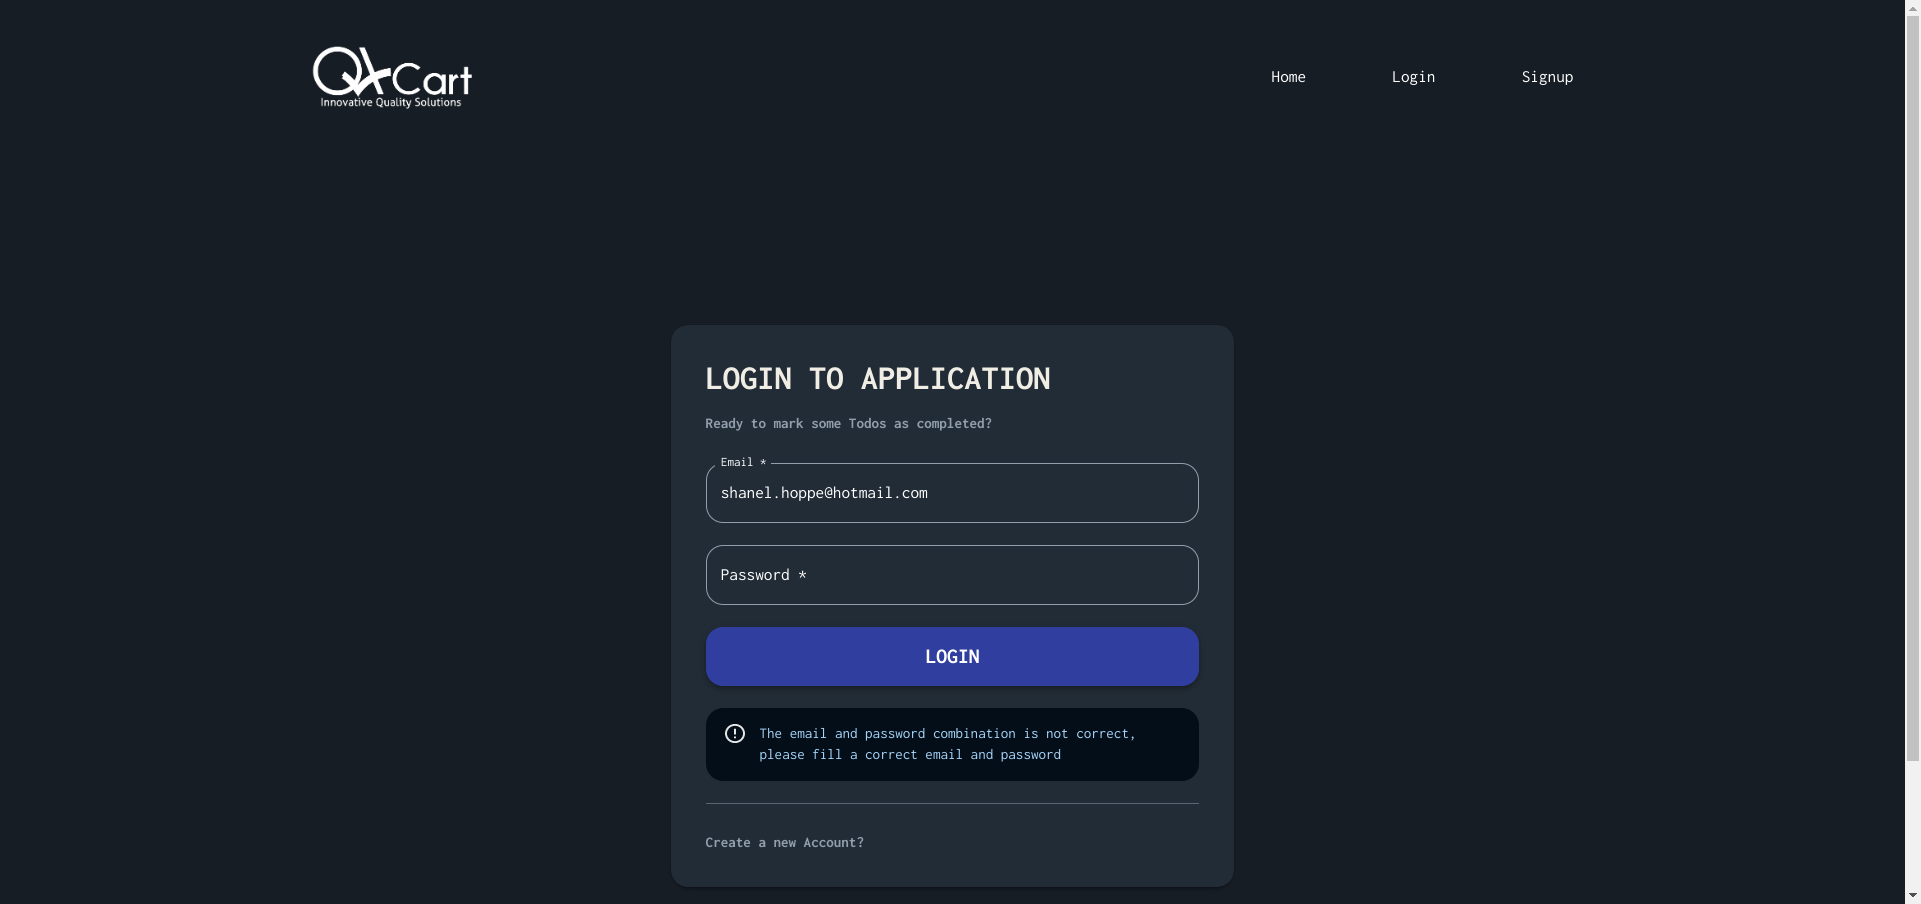 QACart
Innovative Quality Solutions
Home
Login
Signup
LOGIN TO APPLICATION
Ready to mark some Todos as completed?
Email *
shanel.hoppe@hotmail.com
Password *
LOGIN
The email and password combination is not correct,
please fill a correct email and password
Create a new Account?